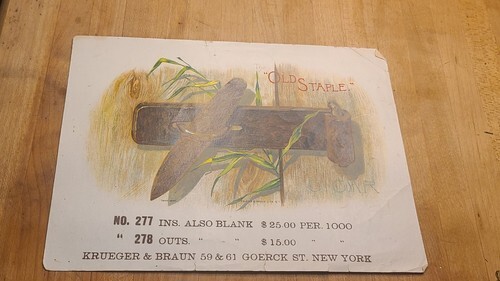 "OLD STAPLE."
NO. 277 INS. ALSO BLANK $25.00 PER. 1000
" 278 OUTS. " - " $15.00 " "
KRUEGER & BRAUN 59 & 61 GOERCK ST. NEW YORK